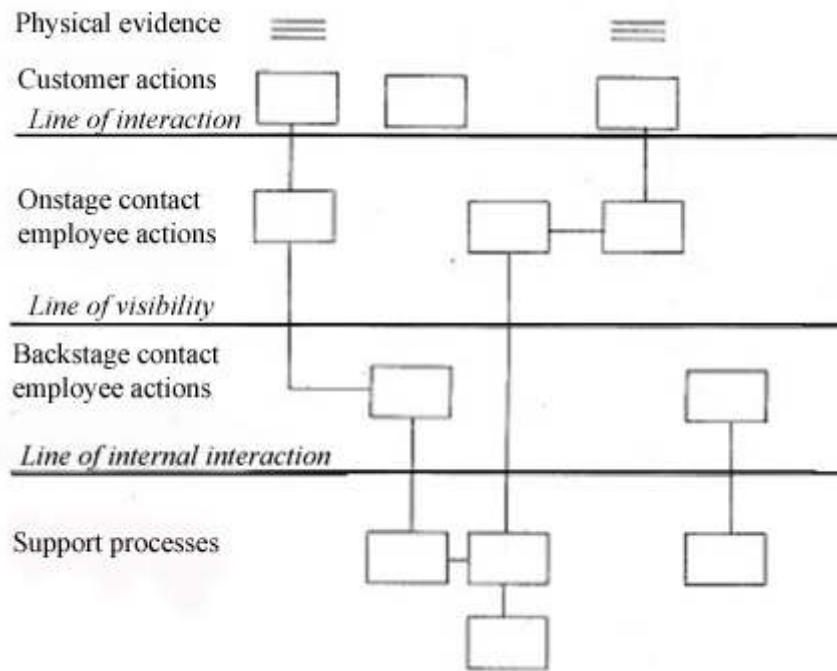 Physical evidence
Customer actions
Line of interaction
Onstage contact
employee actions
Line of visibility
Backstage contact
employee actions
Line of internal interaction
Support processes